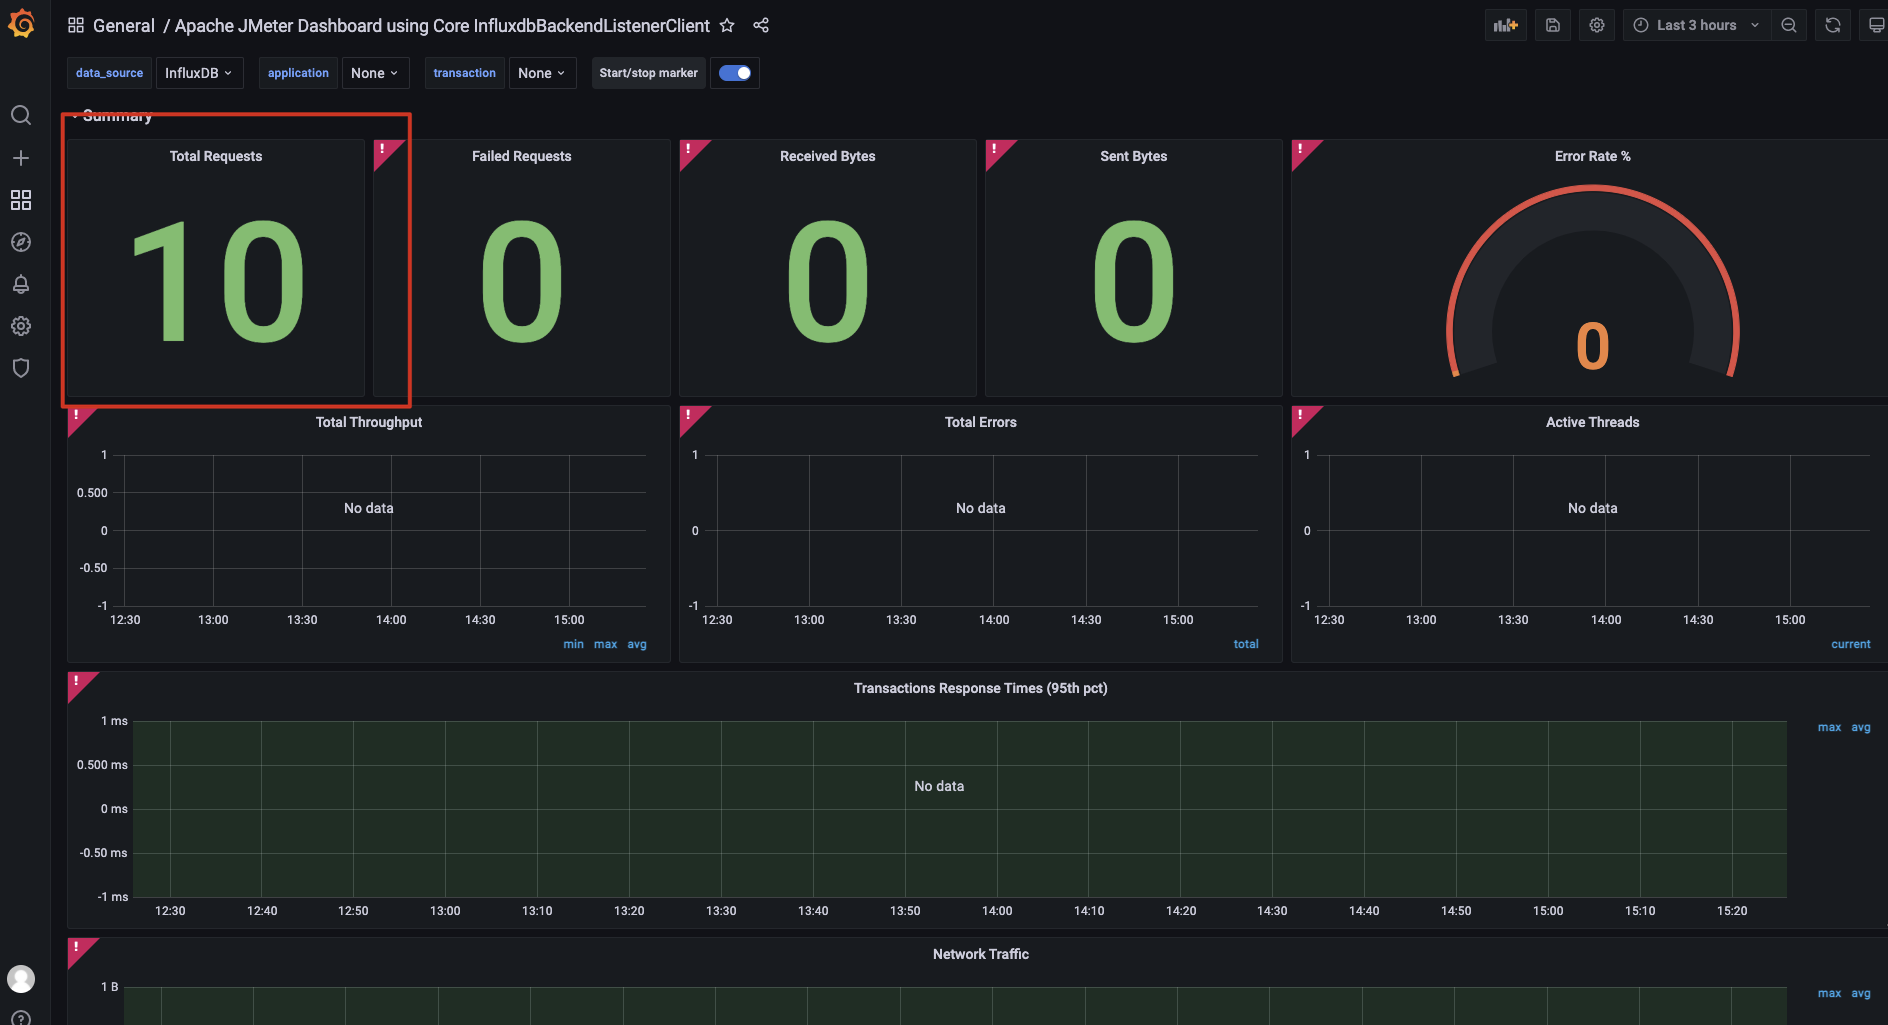 General / Apache JMeter Dashboard using Core InfluxdbBackendListenerClient
Last 3 hours
data_source InfluxDB application None transaction None Start/stop marker
Summary
Total Requests
10
! Failed Requests
0
! Received Bytes
0
! Sent Bytes
0
! Error Rate %
0
! Total Throughput
1
0.500
0
-0.50
-1
No data
12:30 13:00 13:30 14:00 14:30 15:00
min max avg
! Total Errors
1
0
-1
No data
12:30 13:00 13:30 14:00 14:30 15:00
total
! Active Threads
1
0
-1
No data
12:30 13:00 13:30 14:00 14:30 15:00
current
! Transactions Response Times (95th pct)
1 ms
0.500 ms
0 ms
-0.50 ms
-1 ms
No data
12:30 12:40 12:50 13:00 13:10 13:20 13:30 13:40 13:50 14:00 14:10 14:20 14:30 14:40 14:50 15:00 15:10 15:20
max avg
! Network Traffic
1 B
max avg